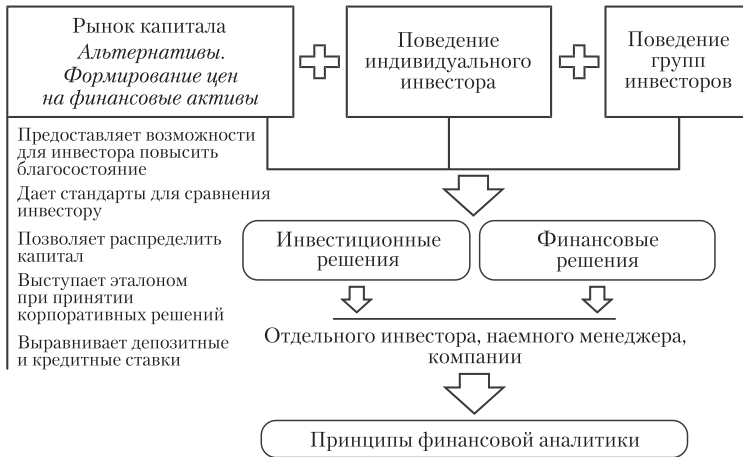 Рынок капитала
Альтернативы.
Формирование цен
на финансовые активы
Поведение
индивидуального
инвестора
Поведение
групп
инвесторов
Предоставляет возможности
для инвестора повысить
благосостояние
Дает стандарты для сравнения
инвестору
Позволяет распределить
капитал
Выступает эталоном
при принятии
корпоративных решений
Выравнивает депозитные
и кредитные ставки
Инвестиционные
решения
Финансовые
решения
Отдельного инвестора, наемного менеджера,
компании
Принципы финансовой аналитики